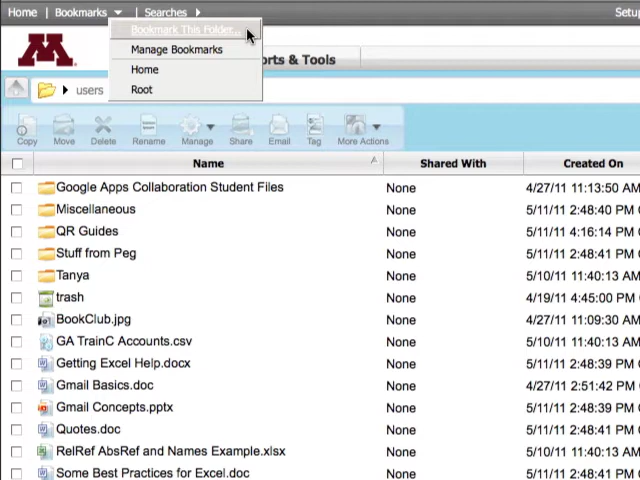 Home | Bookmarks | Searches Setu
Bookmark This Folder...
Manage Bookmarks
Home
Root
M
orts & Tools
users
Copy Move Delete Rename Manage Share Email Tag More Actions
Name Shared With Created On
Google Apps Collaboration Student Files None 4/27/11 11:13:50 AM
Miscellaneous None 5/11/11 2:48:40 PM C
QR Guides None 5/11/11 4:16:14 PM C
Stuff from Peg None 5/11/11 2:48:41 PM C
Tanya None 5/10/11 11:40:13 AM
trash None 4/19/11 4:45:00 PM C
BookClub.jpg None 4/27/11 11:09:30 AM
GA TrainC Accounts.csv None 5/10/11 11:40:13 AM
Getting Excel Help.docx None 5/11/11 2:48:39 PM C
Gmail Basics.doc None 4/27/11 2:51:42 PM C
Gmail Concepts.pptx None 5/11/11 2:48:39 PM C
Quotes.doc None 5/11/11 2:48:41 PM C
RelRef AbsRef and Names Example.xlsx None 5/10/11 11:40:13 AM
Some Best Practices for Excel.doc None 5/11/11 2:48:41 PM C